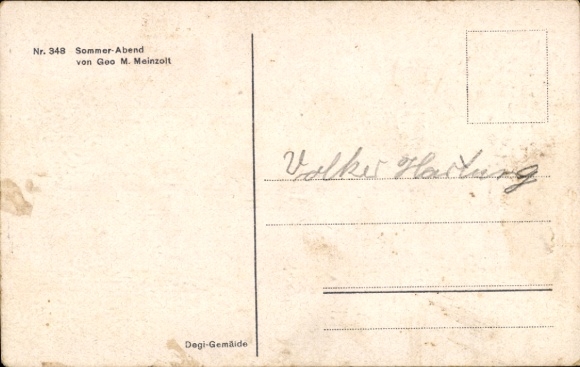 Nr. 348 Sommer-Abend
von Geo M. Meinzolt
Volker Hartung
Degi-Gemälde